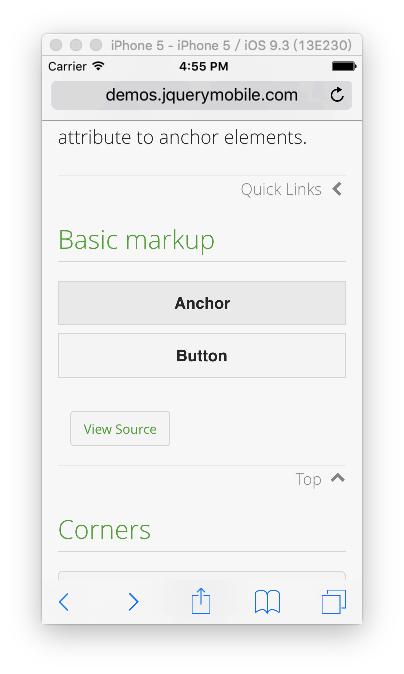 iPhone 5 - iPhone 5 / iOS 9.3 (13E230)
Carrier 4:55 PM
demos.jquerymobile.com
attribute to anchor elements.
Quick Links
Basic markup
Anchor
Button
View Source
Top
Corners